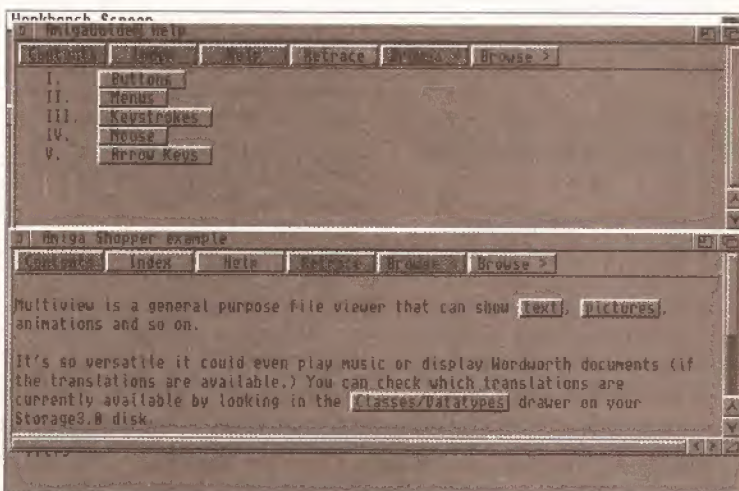 Workbench Screen
AmigaGuide Help
Contents Index Help Retrace Browse < Browse >
I. Buttons
II. Menus
III. Keystrokes
IV. Mouse
V. Arrow Keys
Amiga Shopper example
Contents Index Help Retrace Browse < Browse >
Multiview is a general purpose file viewer that can show text, pictures,
animations and so on.
It's so versatile it could even play music or display Wordworth documents (if
the translations are available.) You can check which translations are
currently available by looking in the Classes/Datatypes drawer on your
Storage3.0 disk.